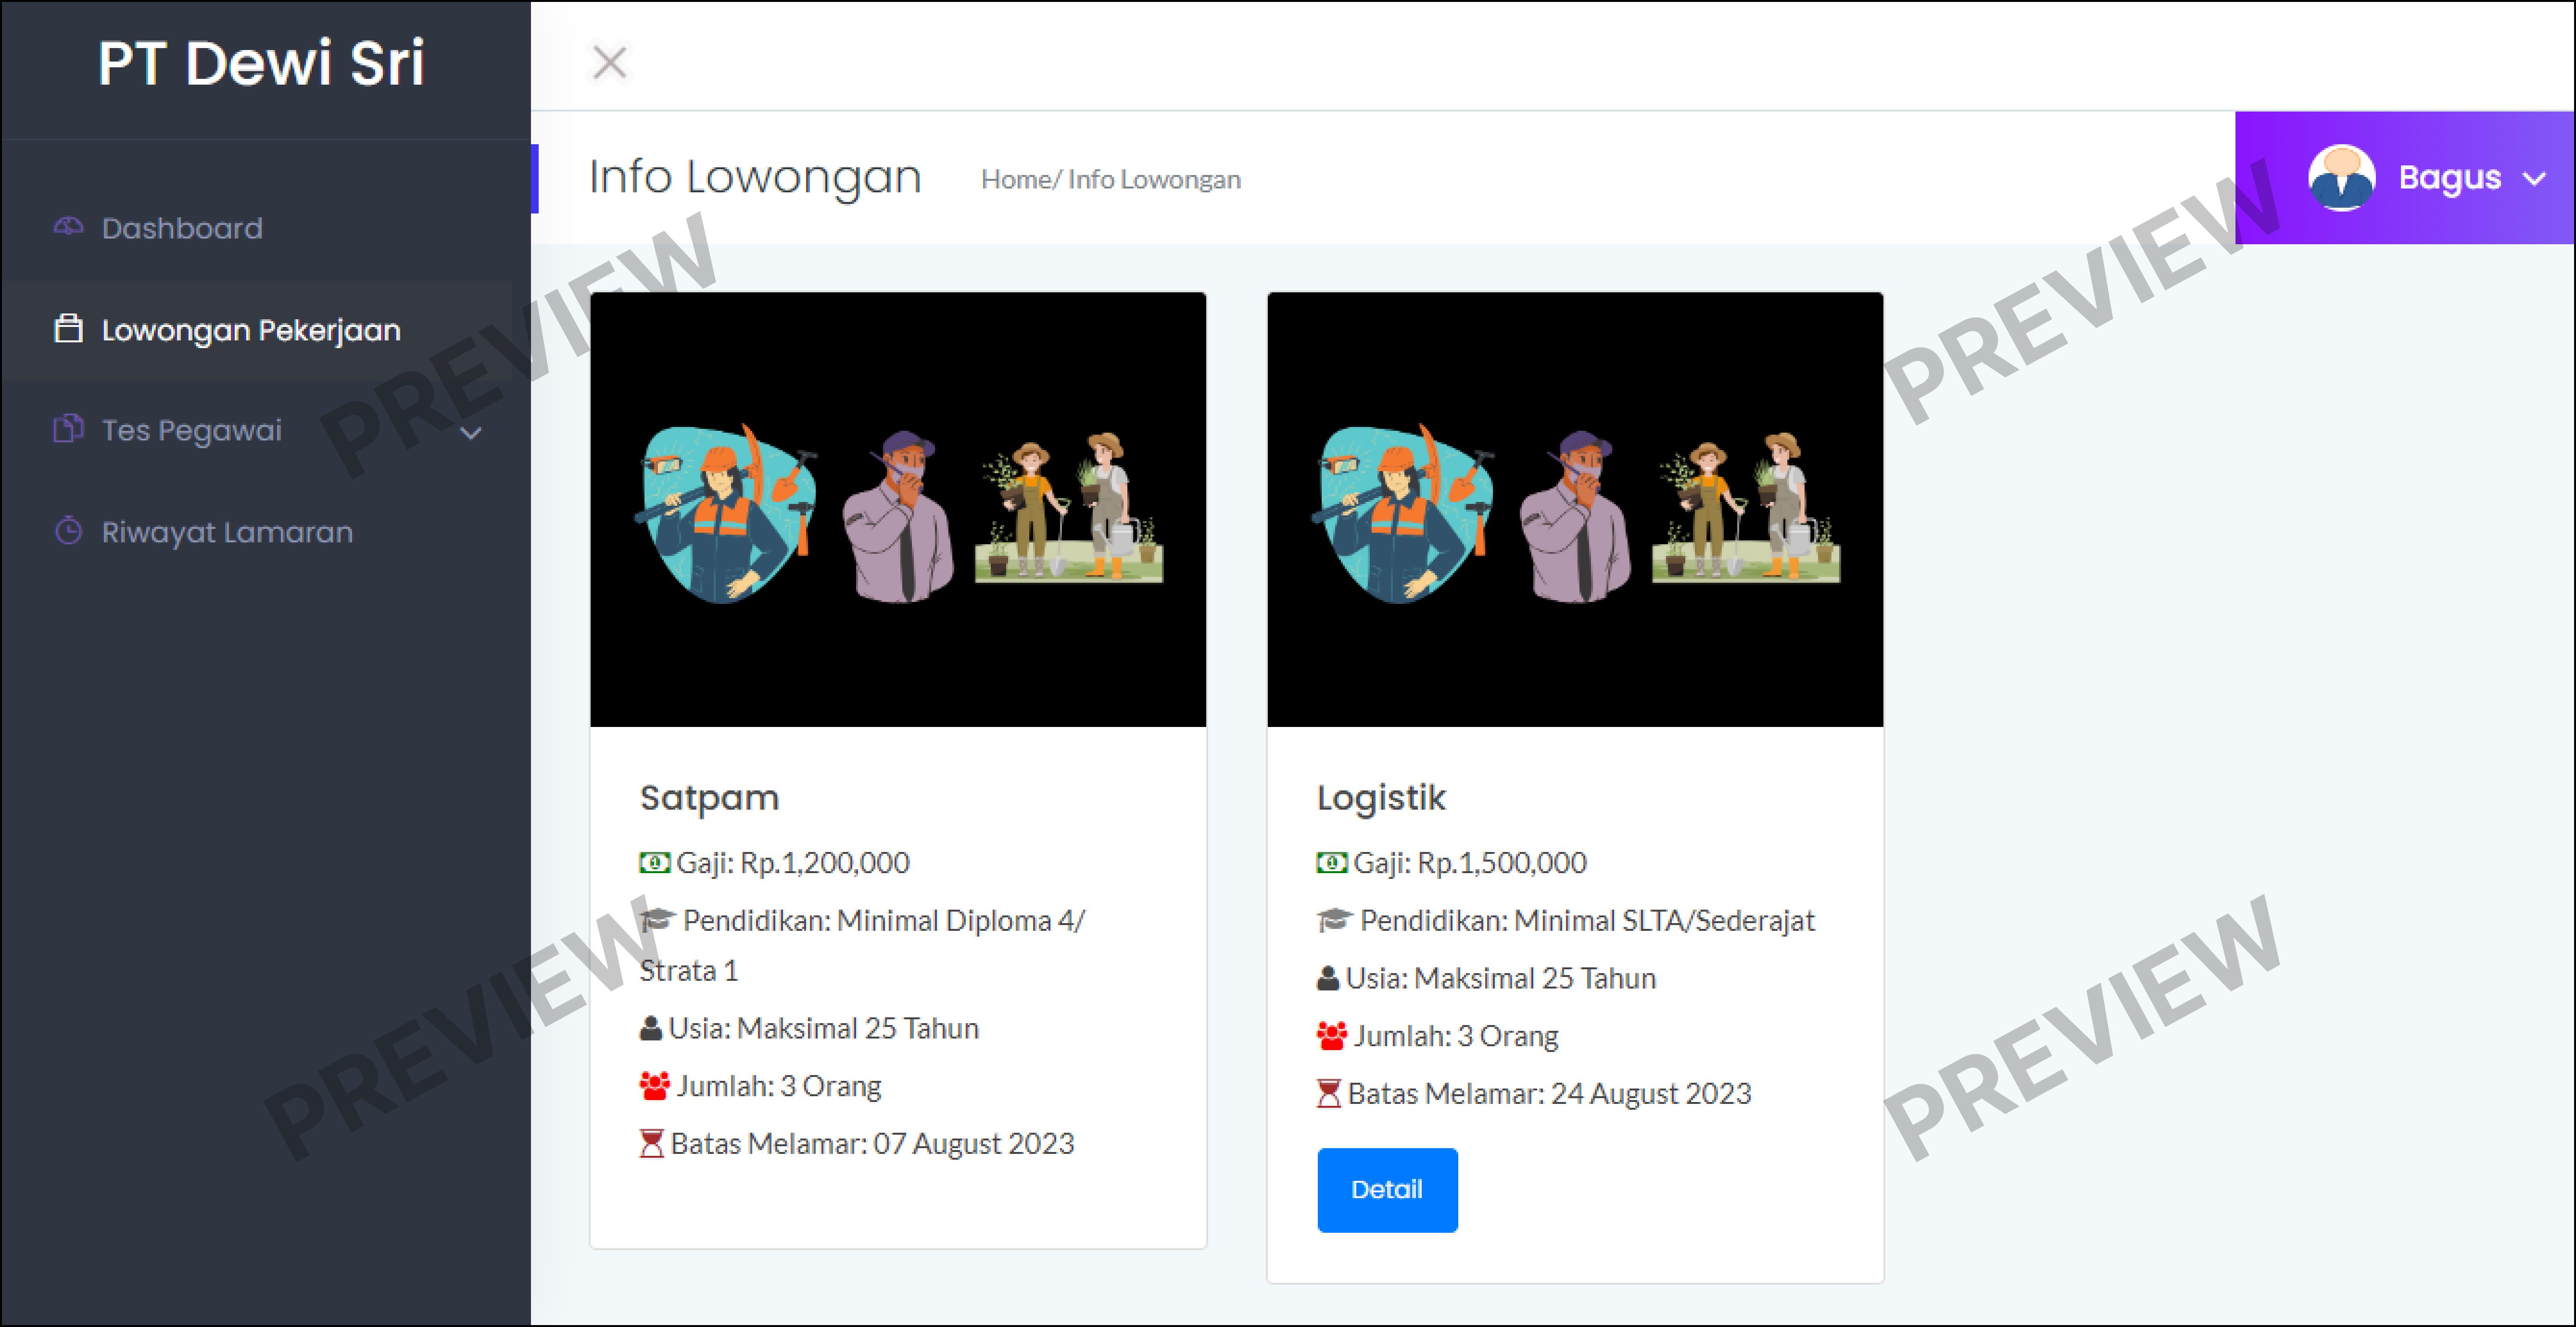 PT Dewi Sri
Dashboard
Lowongan Pekerjaan
Tes Pegawai
Riwayat Lamaran
Info Lowongan
Home/ Info Lowongan
Bagus
Satpam
Gaji: Rp.1,200,000
Pendidikan: Minimal Diploma 4/
Strata 1
Usia: Maksimal 25 Tahun
Jumlah: 3 Orang
Batas Melamar: 07 August 2023
Logistik
Gaji: Rp.1,500,000
Pendidikan: Minimal SLTA/Sederajat
Usia: Maksimal 25 Tahun
Jumlah: 3 Orang
Batas Melamar: 24 August 2023
Detail
PREVIEW
PREVIEW
PREVIEW
PREVIEW